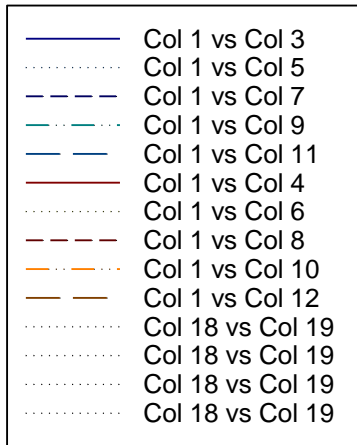 Col 1 vs Col 3
Col 1 vs Col 5
Col 1 vs Col 7
Col 1 vs Col 9
Col 1 vs Col 11
Col 1 vs Col 4
Col 1 vs Col 6
Col 1 vs Col 8
Col 1 vs Col 10
Col 1 vs Col 12
Col 18 vs Col 19
Col 18 vs Col 19
Col 18 vs Col 19
Col 18 vs Col 19